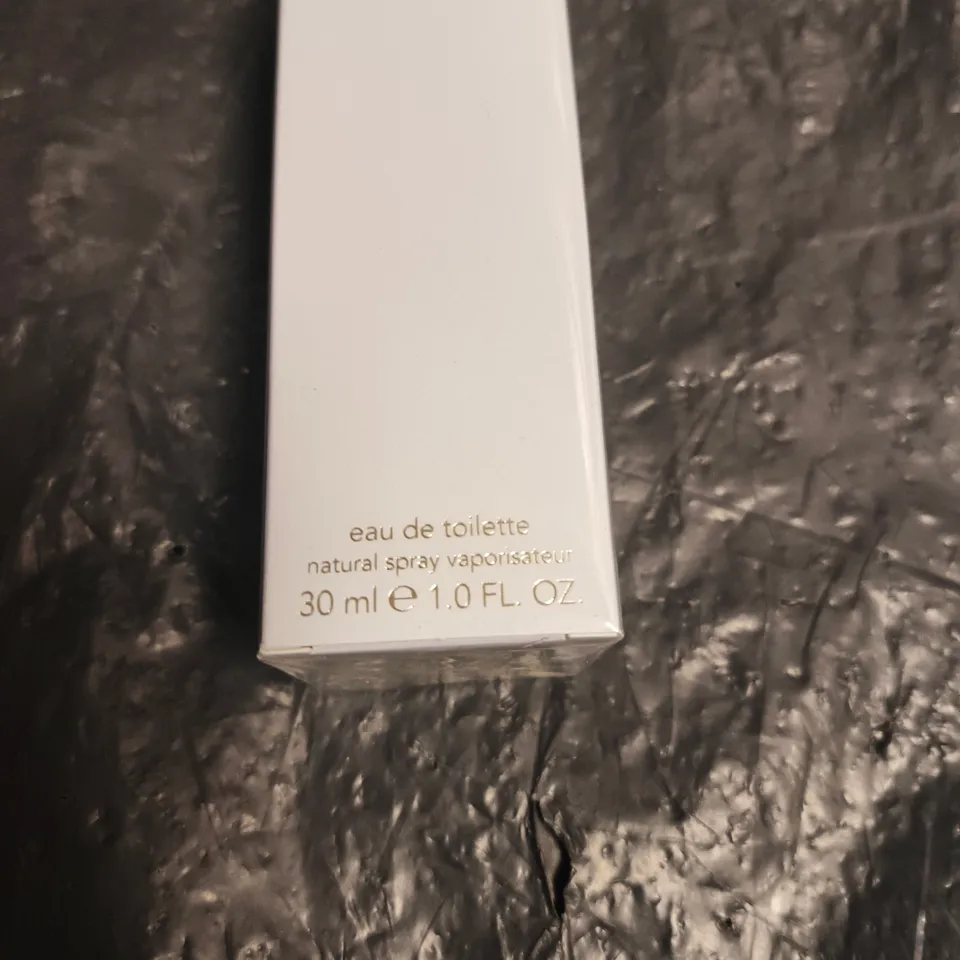 eau de toilette
natural spray vaporisateur
30 ml ℮ 1.0 FL. OZ.